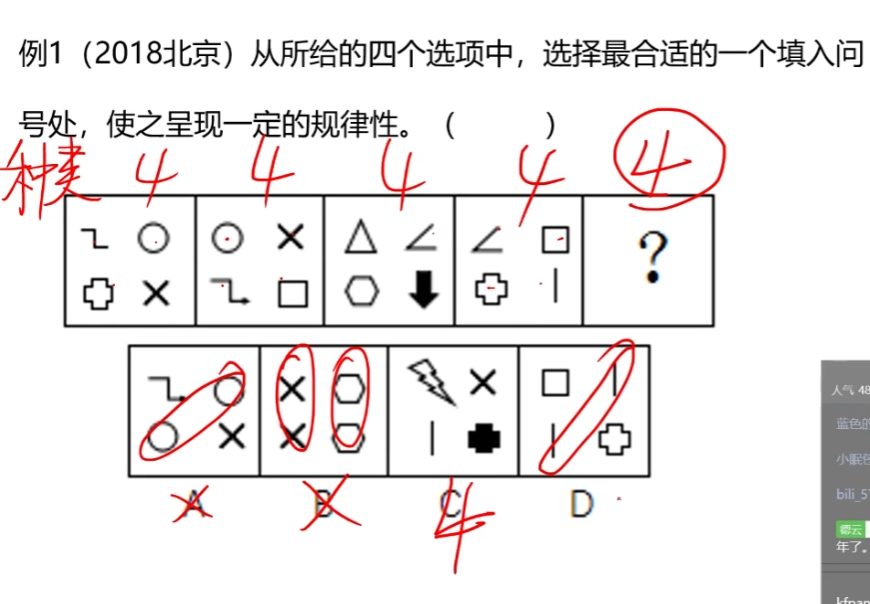 例1（2018北京）从所给的四个选项中，选择最合适的一个填入问
号处，使之呈现一定的规律性。（ ）
种类 4 4 4 4 4
?
A B C D
4
人气 48
蓝色的
小眠包
bili_5
德云
年了。